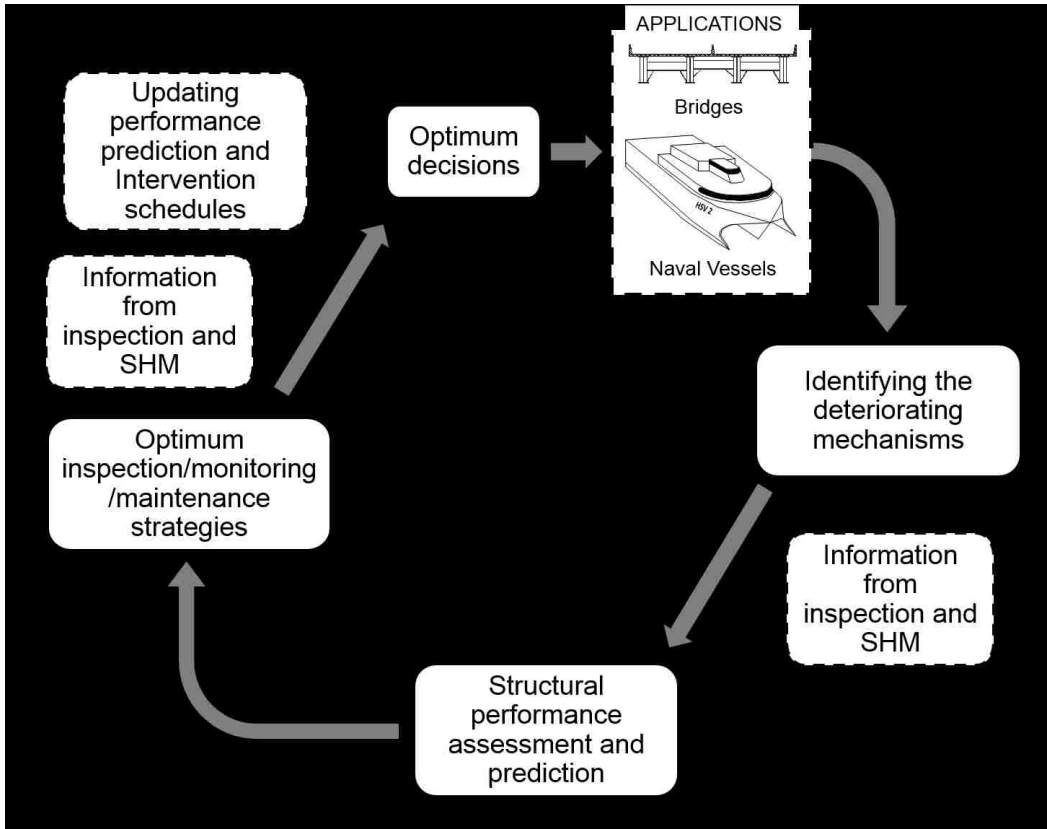 APPLICATIONS
Bridges
HSV 2
Naval Vessels
Updating
performance
prediction and
Intervention
schedules
Optimum
decisions
Information
from
inspection and
SHM
Identifying the
deteriorating
mechanisms
Optimum
inspection/monitoring
/maintenance
strategies
Information
from
inspection and
SHM
Structural
performance
assessment and
prediction